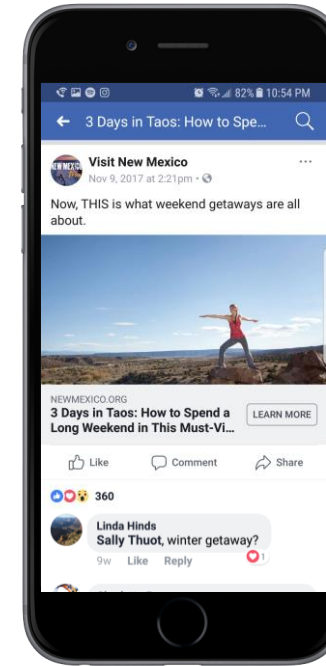 82% 10:54 PM
3 Days in Taos: How to Spe...
NEW MEXICO
Visit New Mexico
Nov 9, 2017 at 2:21pm
Now, THIS is what weekend getaways are all
about.
NEWMEXICO.ORG
3 Days in Taos: How to Spend a
Long Weekend in This Must-Vi...
LEARN MORE
Like Comment Share
360
Linda Hinds
Sally Thuot, winter getaway?
9w Like Reply 1